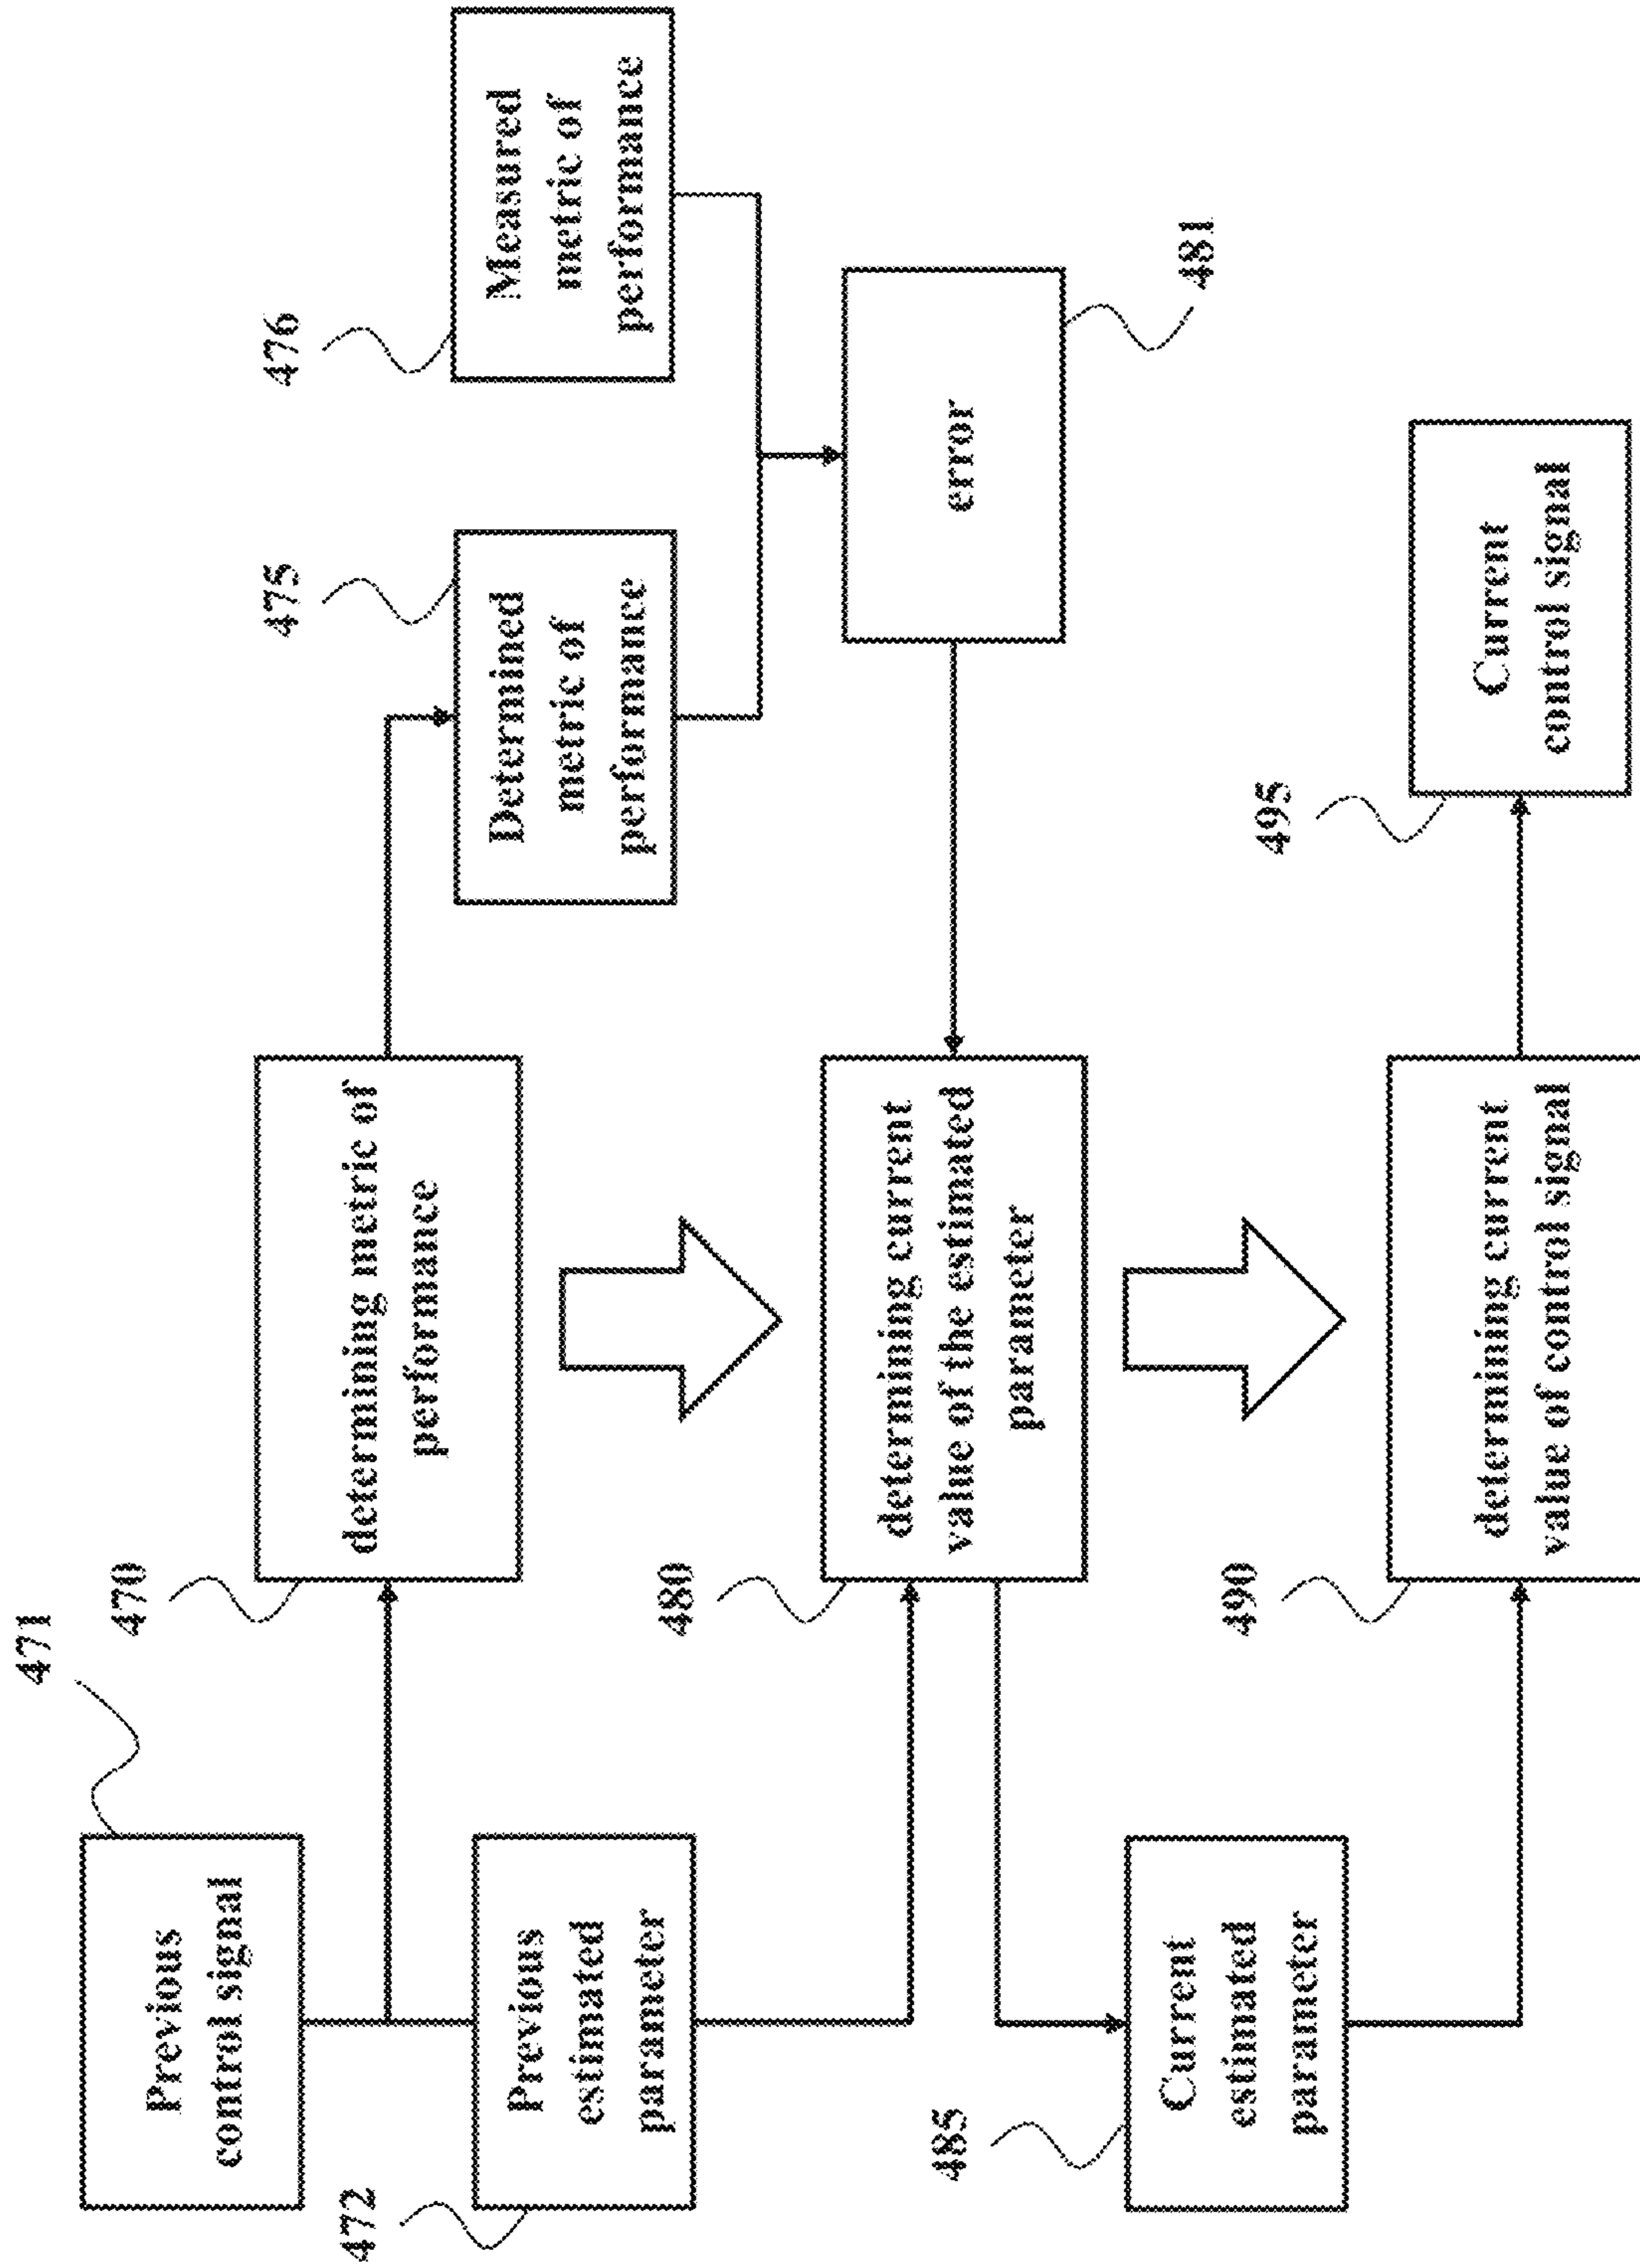 471
Previous
control signal
470
determining metric of
performance
475
Determined
metric of
performance
476
Measured
metric of
performance
472
Previous
estimated
parameter
480
determining current
value of the estimated
parameter
error
481
485
Current
estimated
parameter
490
determining current
value of control signal
495
Current
control signal